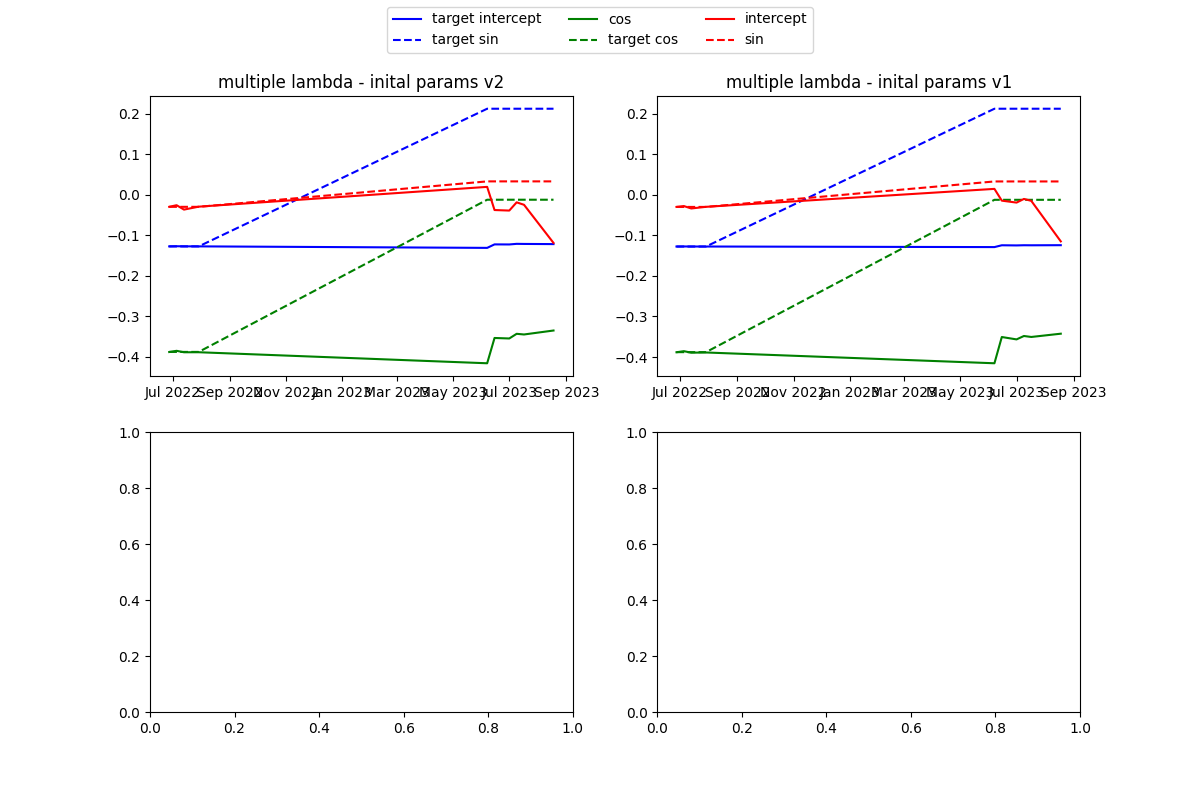 target intercept cos intercept
target sin target cos sin
multiple lambda - inital params v2 multiple lambda - inital params v1
0.2 0.2
0.1 0.1
0.0 0.0
−0.1 −0.1
−0.2 −0.2
−0.3 −0.3
−0.4 −0.4
Jul 2022 Sep 2022 Nov 2022 Jan 2023 Mar 2023 May 2023 Jul 2023 Sep 2023 Jul 2022 Sep 2022 Nov 2022 Jan 2023 Mar 2023 May 2023 Jul 2023 Sep 2023
1.0 1.0
0.8 0.8
0.6 0.6
0.4 0.4
0.2 0.2
0.0 0.0
0.0 0.2 0.4 0.6 0.8 1.0 0.0 0.2 0.4 0.6 0.8 1.0